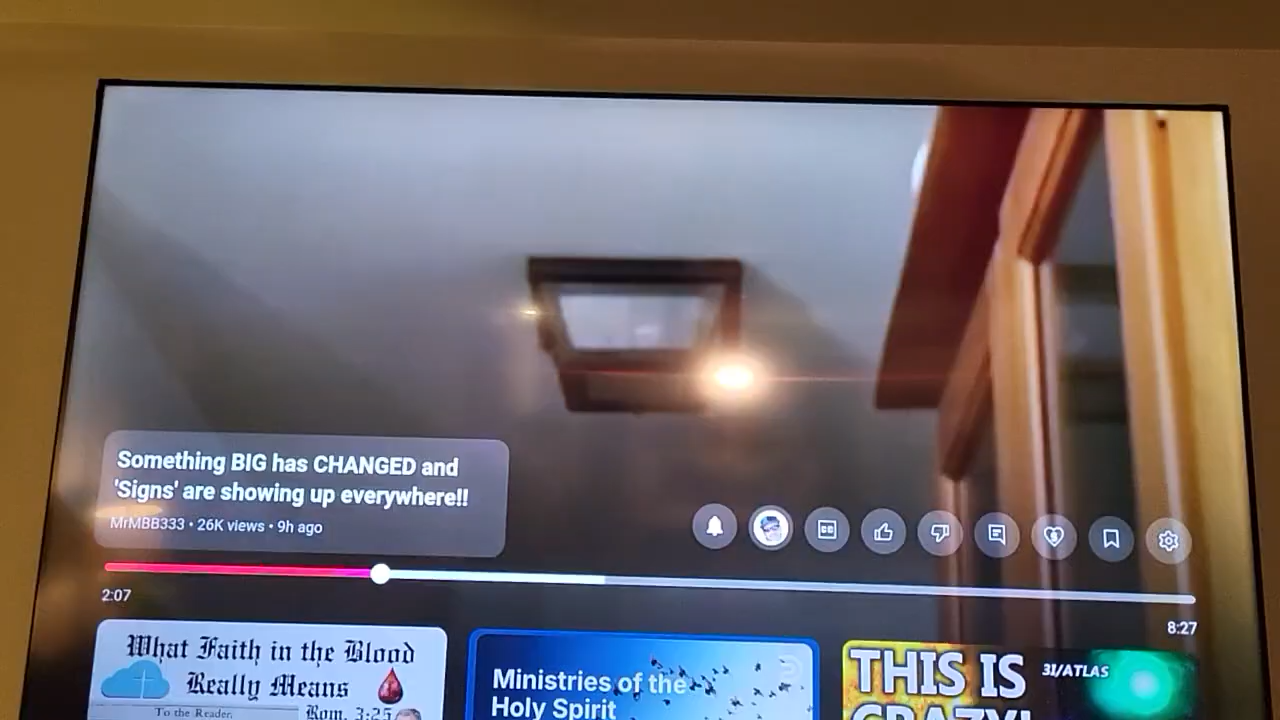 Something BIG has CHANGED and
'Signs' are showing up everywhere!!
MrMBB333 • 26K views • 9h ago
CC
2:07
8:27
What Faith in the Blood
Really Means
To the Reader,
Rom. 3:25
Ministries of the
Holy Spirit
THIS IS
CRAZY!
3I/ATLAS